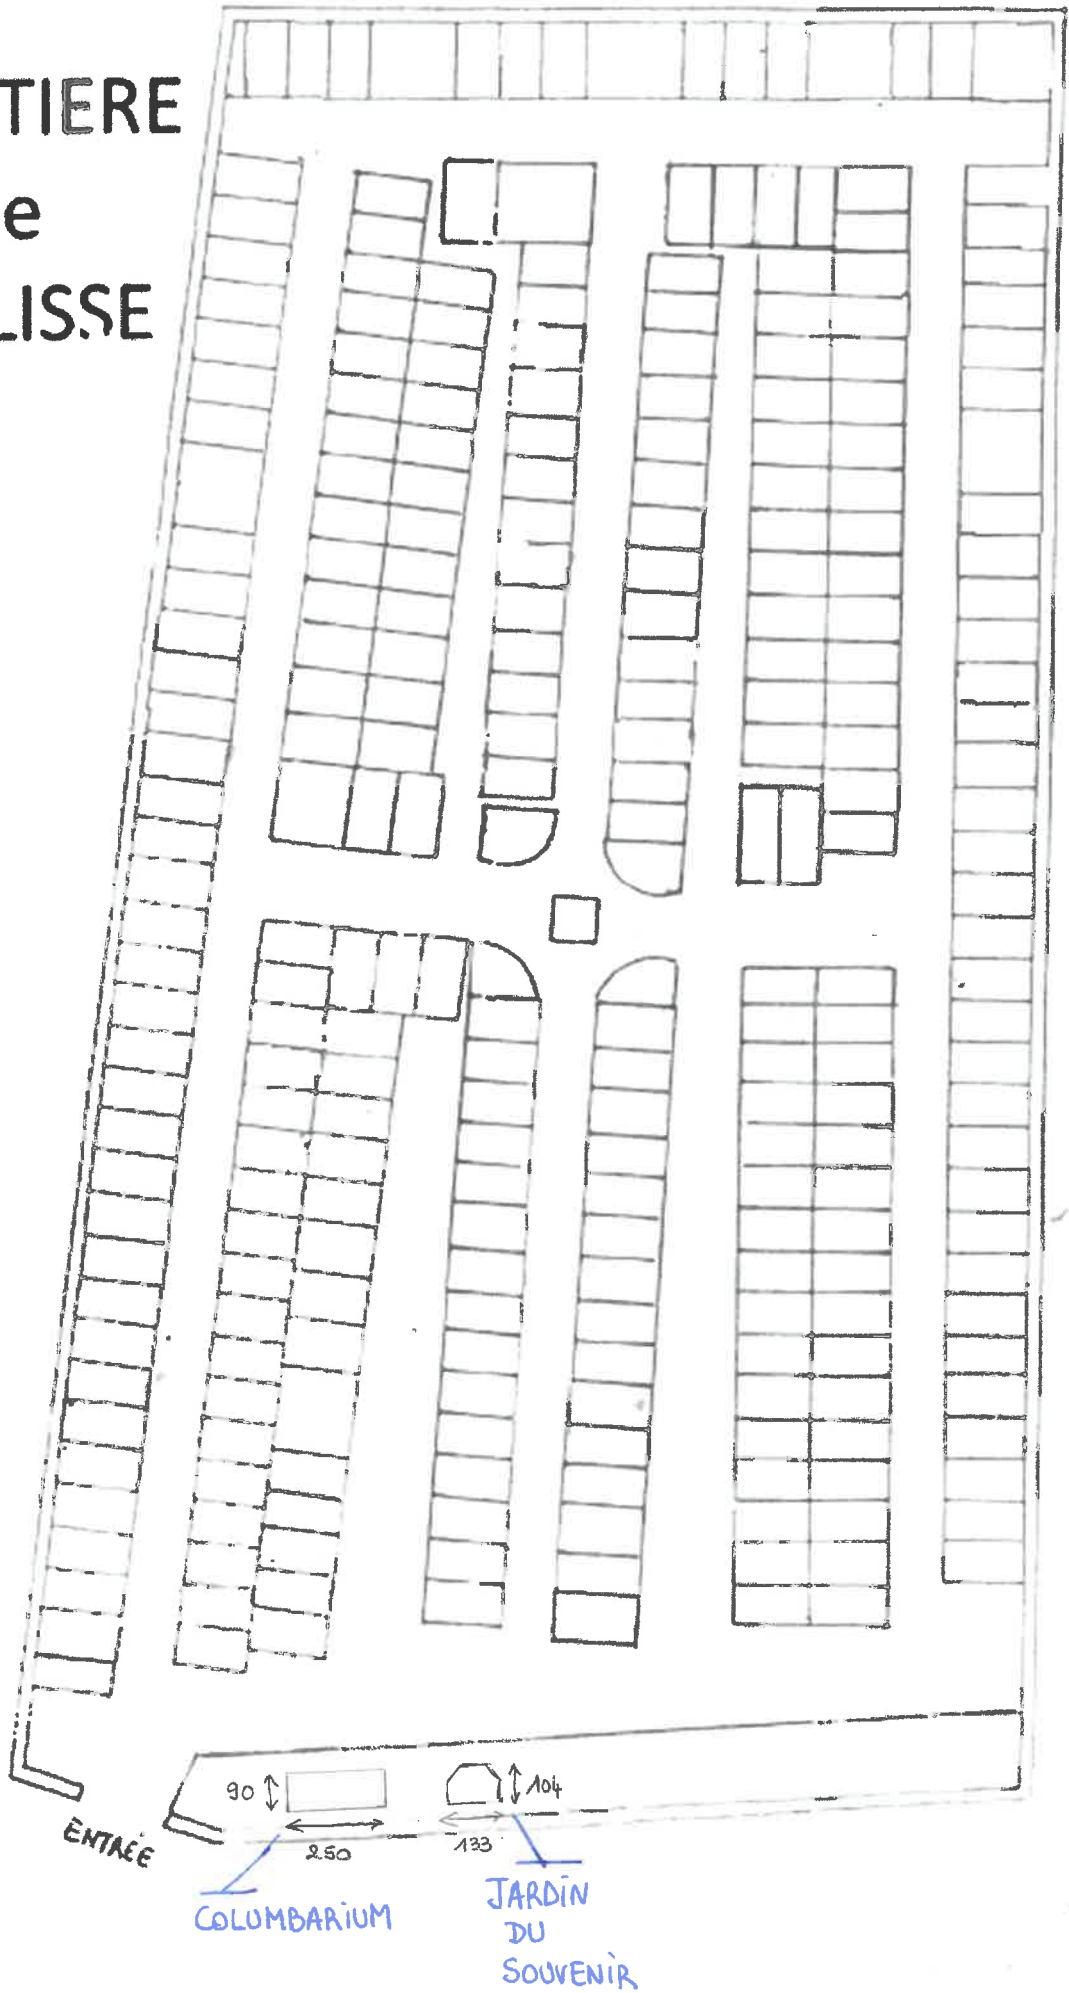 TIERE
e
LISSE
90
104
250
133
ENTRÉE
COLUMBARIUM
JARDIN
DU
SOUVENIR